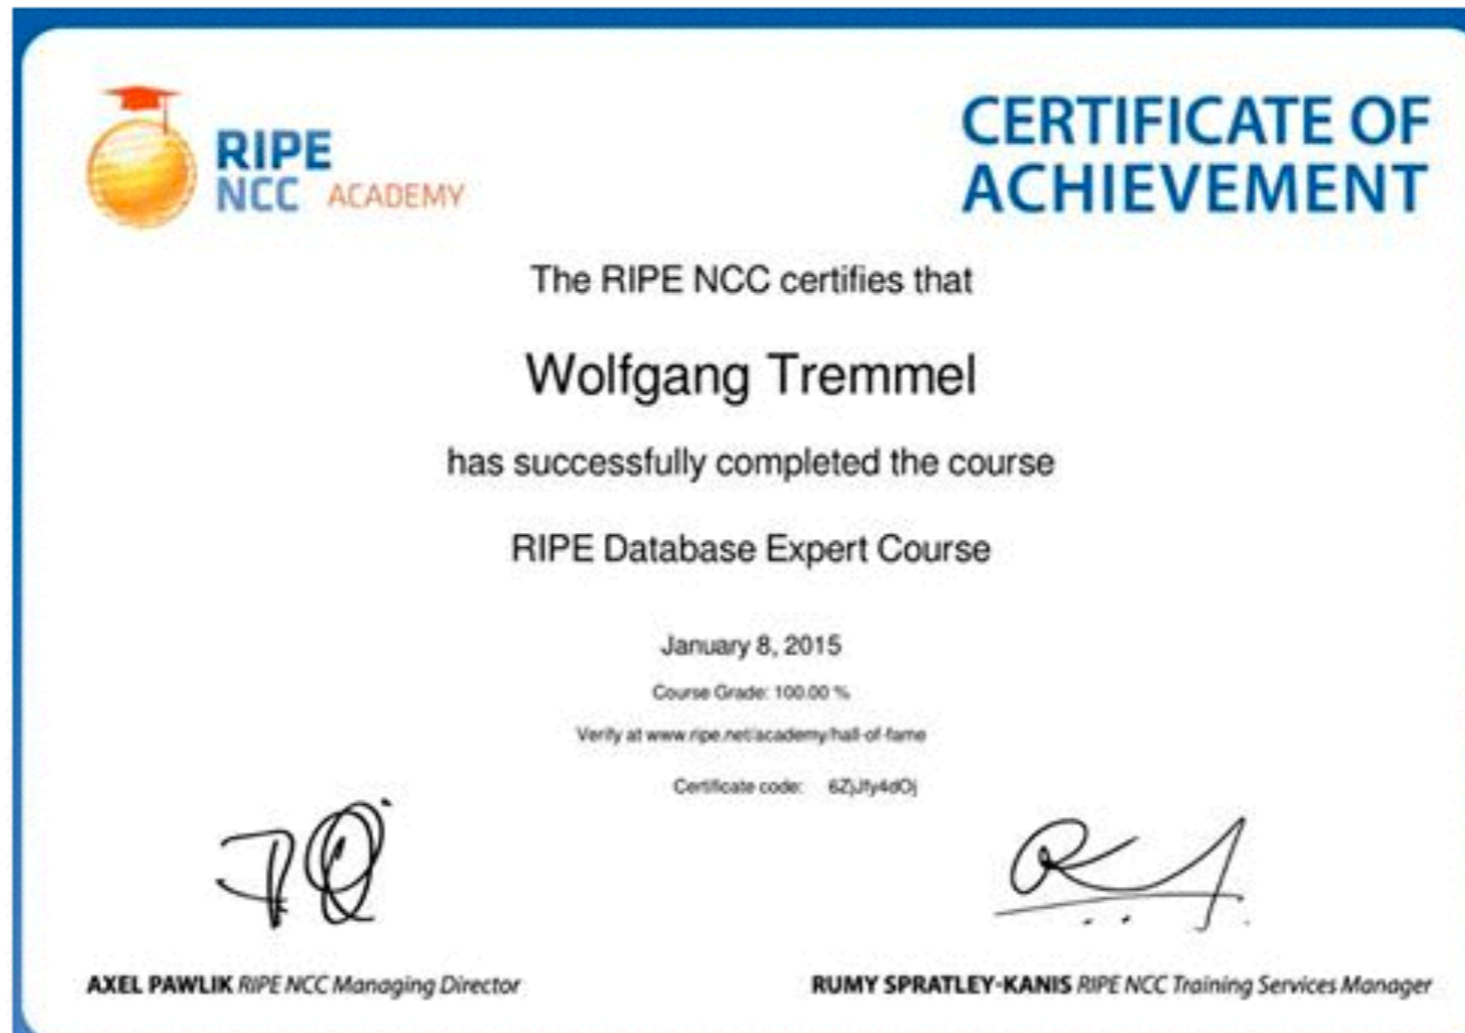 RIPE
NCC ACADEMY
CERTIFICATE OF
ACHIEVEMENT
The RIPE NCC certifies that
Wolfgang Tremmel
has successfully completed the course
RIPE Database Expert Course
January 8, 2015
Course Grade: 100.00 %
Verify at www.ripe.net/academy/hall-of-fame
Certificate code:
AXEL PAWLIK RIPE NCC Managing Director
RUMY SPRATLEY-KANIS RIPE NCC Training Services Manager